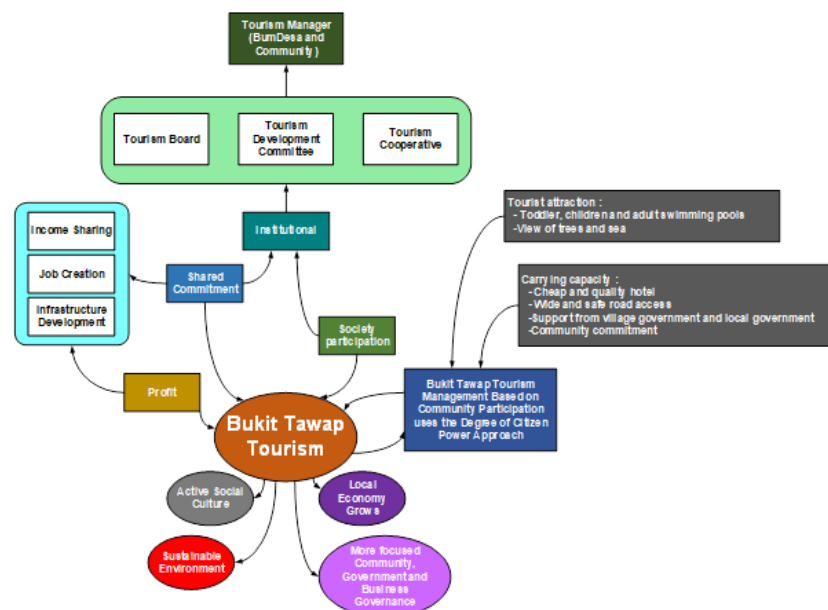 Tourism Manager
(BumDesa and
Community)
Tourism Board
Tourism
Development
Committee
Tourism
Cooperative
Tourist attraction :
- Toddler, children and adult swimming pools
-View of trees and sea
Income Sharing
Job Creation
Infrastructure
Development
Shared
Commitment
Institutional
Carrying capacity :
-Cheap and quality hotel
-Wide and safe road access
-Support from village government and local government
-Community commitment
Society
participation
Profit
Bukit Tawap
Tourism
Bukit Tawap Tourism
Management Based on
Community Participation
uses the Degree of Citizen
Power Approach
Active Social
Culture
Local
Economy
Grows
Sustainable
Environment
More focused
Community,
Government and
Business
Governance